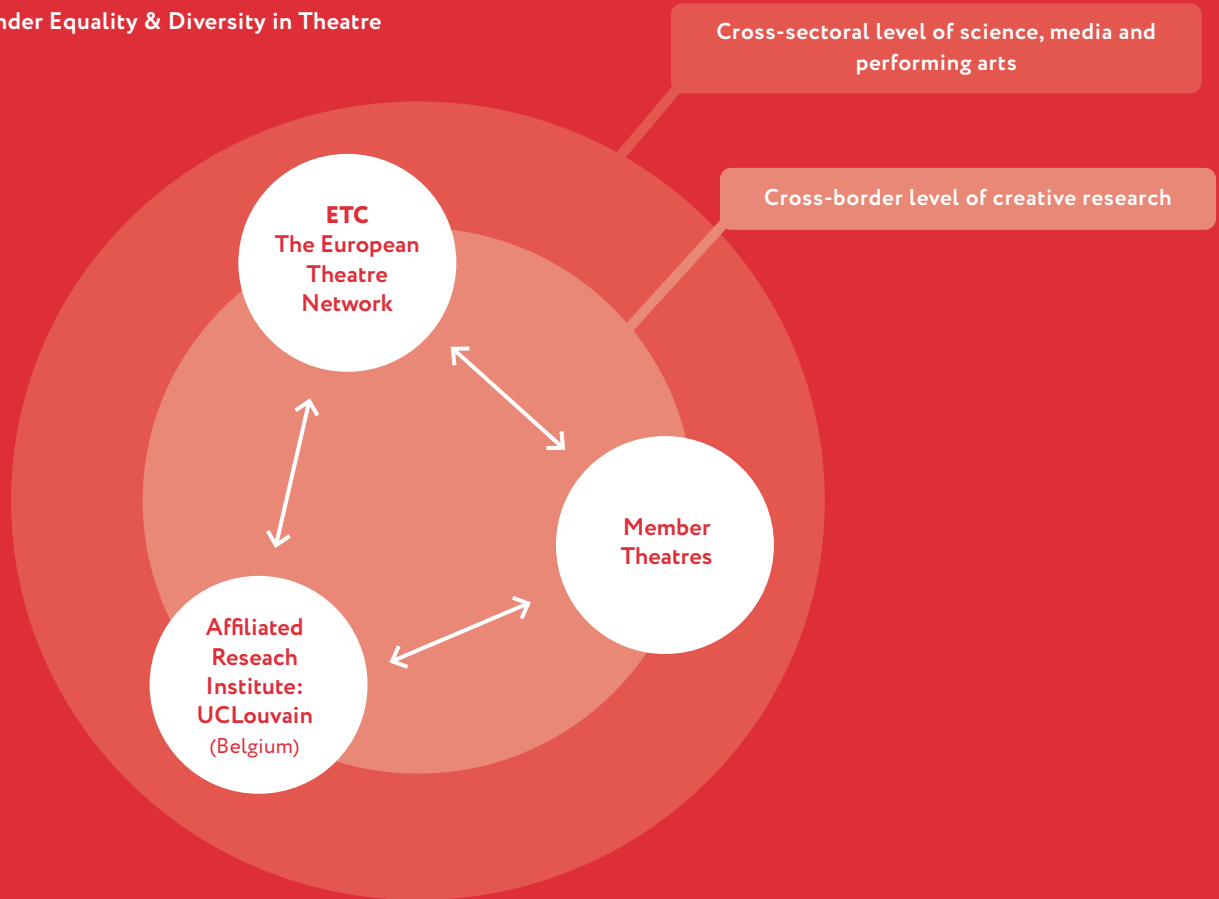 nder Equality & Diversity in Theatre
Cross-sectoral level of science, media and
performing arts
Cross-border level of creative research
ETC
The European
Theatre
Network
Member
Theatres
Affiliated
Reseach
Institute:
UCLouvain
(Belgium)